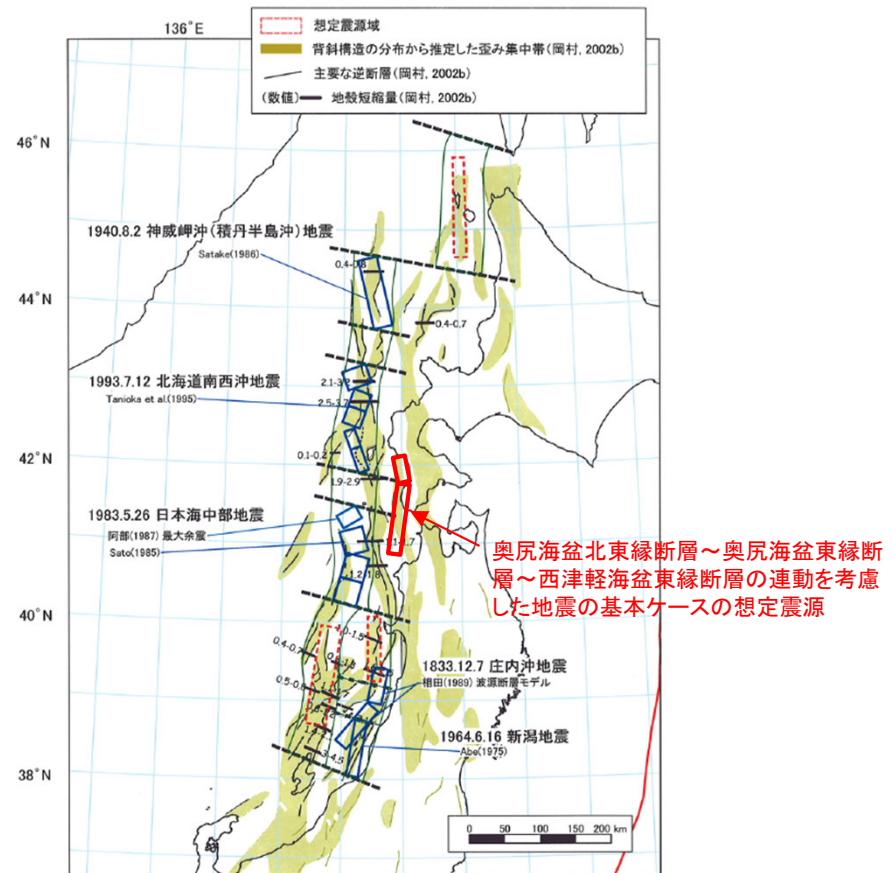 136°E
想定震源域
背斜構造の分布から推定した歪み集中帯(岡村, 2002b)
主要な逆断層(岡村, 2002b)
(数値) 地殻短縮量(岡村, 2002b)
46°N
1940.8.2 神威岬沖(積丹半島沖)地震
Satake(1986)
44°N
0.4-0.7
1993.7.12 北海道南西沖地震
Tanioka et al.(1995)
2.5-3.7
42°N
0.1-0.2
1.9-2.9
1983.5.26 日本海中部地震
阿部(1987) 最大余震
Sato(1985)
奥尻海盆北東縁断層～奥尻海盆東縁断
層～西津軽海盆東縁断層の連動を考慮
した地震の基本ケースの想定震源
1.2-1.8
40°N
0.4-0.7
1833.12.7 庄内沖地震
相田(1989) 波源断層モデル
1964.6.16 新潟地震
Abe(1975)
38°N
0 50 100 150 200 km